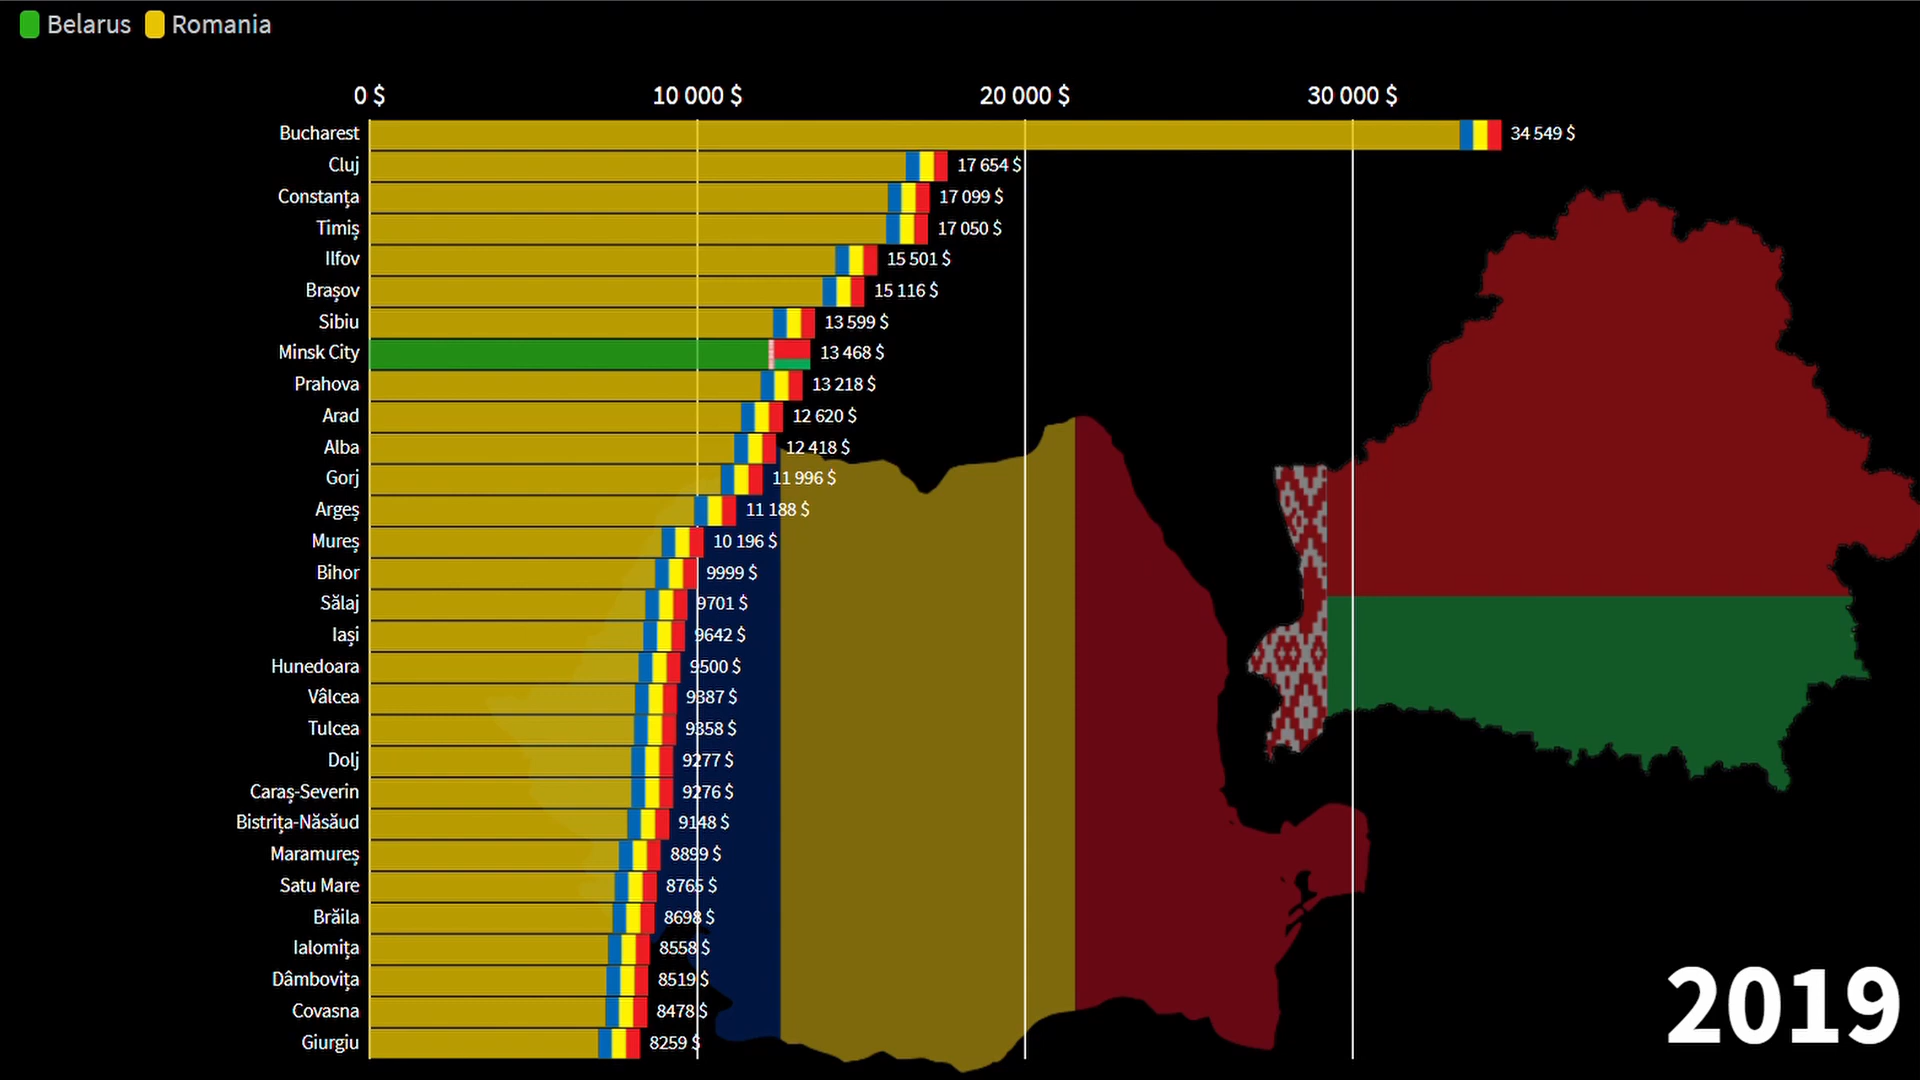 Belarus Romania
0 $ 10 000 $ 20 000 $ 30 000 $
Bucharest 34 549 $
Cluj 17 654 $
Constanța 17 099 $
Timiș 17 050 $
Ilfov 15 501 $
Brașov 15 116 $
Sibiu 13 599 $
Minsk City 13 468 $
Prahova 13 218 $
Arad 12 620 $
Alba 12 418 $
Gorj 11 996 $
Argeș 11 188 $
Mureș 10 196 $
Bihor 9999 $
Sălaj 9701 $
Iași 9642 $
Hunedoara 9500 $
Vâlcea 9387 $
Tulcea 9358 $
Dolj 9277 $
Caraș-Severin 9276 $
Bistrița-Năsăud 9148 $
Maramureș 8899 $
Satu Mare 8765 $
Brăila 8698 $
Ialomița 8558 $
Dâmbovița 8519 $
Covasna 8478 $
Giurgiu 8259 $
2019